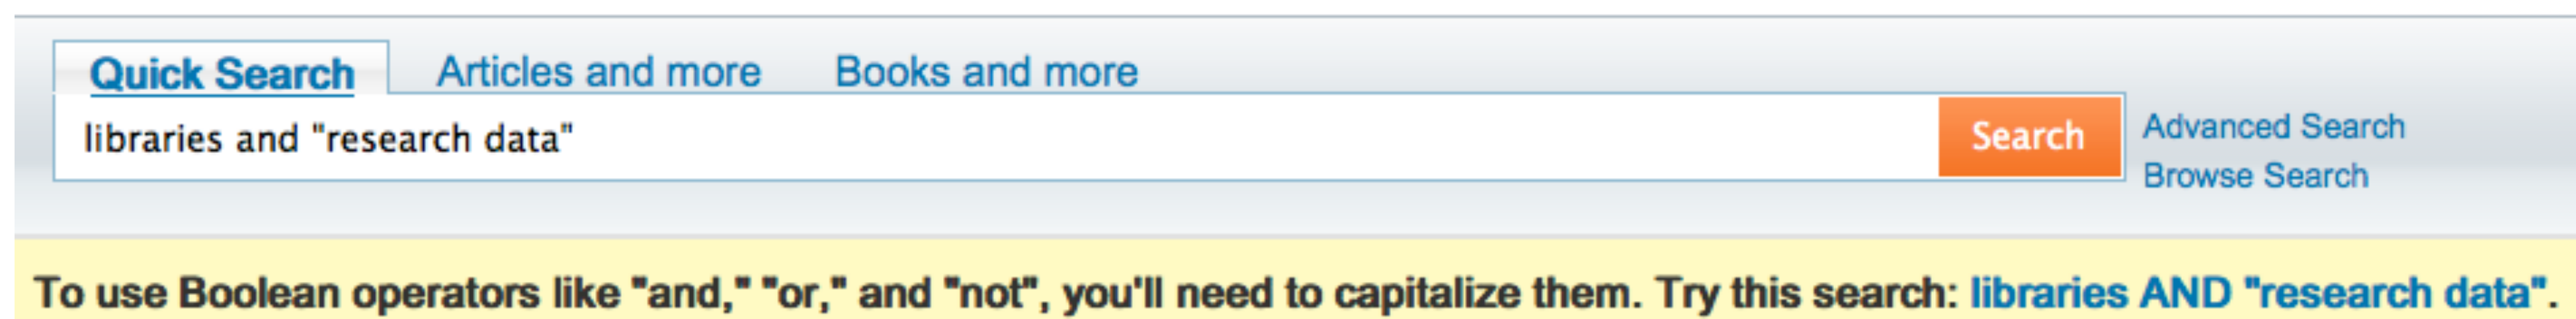 Quick Search Articles and more Books and more
libraries and "research data" Search
Advanced Search
Browse Search
To use Boolean operators like "and," "or," and "not", you'll need to capitalize them. Try this search: libraries AND "research data".